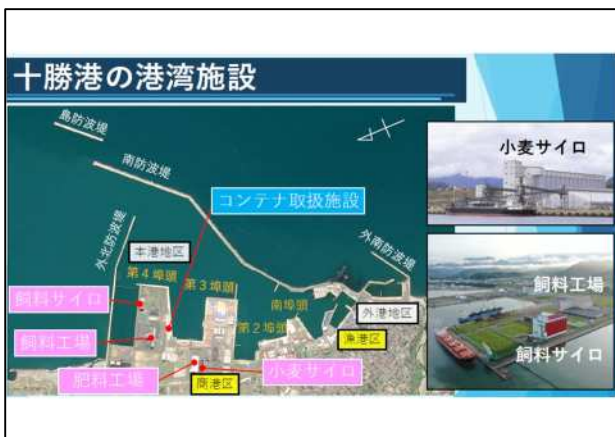 十勝港の港湾施設
島防波堤
南防波堤
コンテナ取扱施設
外北防波堤
外南防波堤
本港地区
第4埠頭
第3埠頭
飼料サイロ
南埠頭
外港地区
第2埠頭
飼料工場
漁港区
肥料工場
商港区
小麦サイロ
小麦サイロ
飼料工場
飼料サイロ